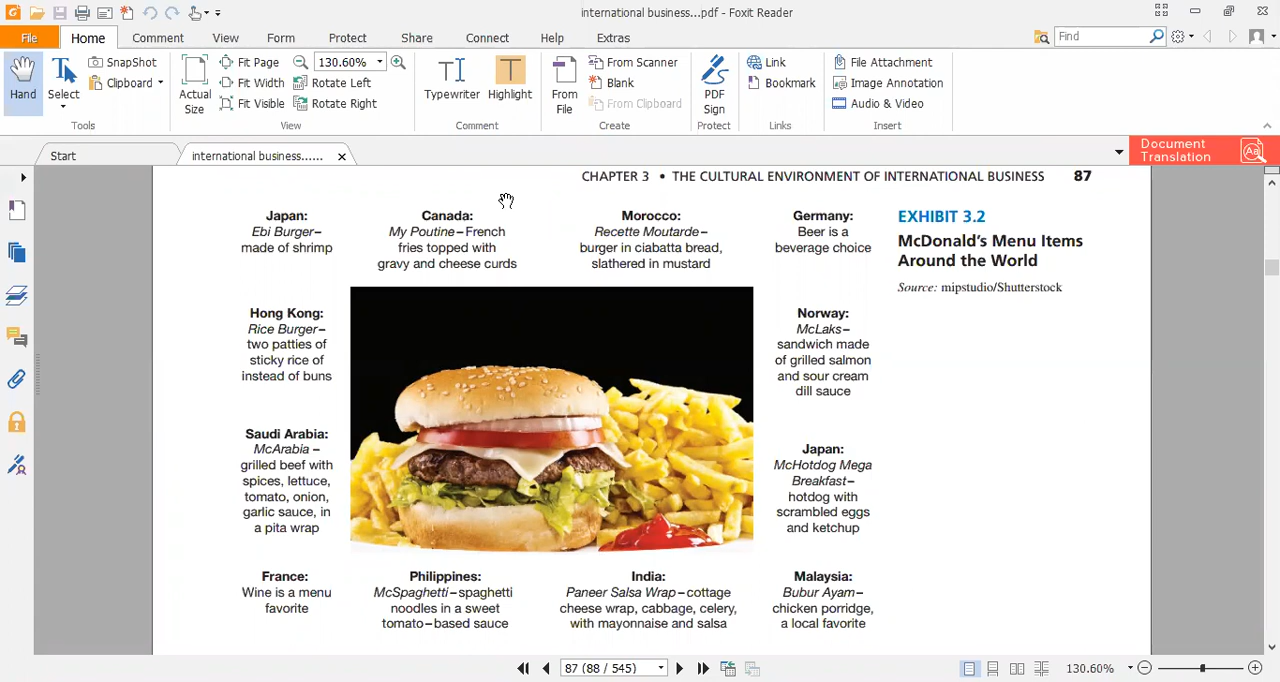 international business...pdf - Foxit Reader
File Home Comment View Form Protect Share Connect Help Extras
Find
Hand
Select
SnapShot
Clipboard
Tools
Actual
Size
Fit Page
Fit Width
Fit Visible
130.60%
Rotate Left
Rotate Right
View
Typewriter
Highlight
Comment
From
File
From Scanner
Blank
From Clipboard
Create
PDF
Sign
Protect
Link
Bookmark
Links
File Attachment
Image Annotation
Audio & Video
Insert
Start
international business......
Document
Translation
CHAPTER 3 • THE CULTURAL ENVIRONMENT OF INTERNATIONAL BUSINESS 87
Japan:
Ebi Burger–
made of shrimp
Canada:
My Poutine–French
fries topped with
gravy and cheese curds
Morocco:
Recette Moutarde–
burger in ciabatta bread,
slathered in mustard
Germany:
Beer is a
beverage choice
EXHIBIT 3.2
McDonald's Menu Items
Around the World
Source: mipstudio/Shutterstock
Hong Kong:
Rice Burger–
two patties of
sticky rice of
instead of buns
Norway:
McLaks–
sandwich made
of grilled salmon
and sour cream
dill sauce
Saudi Arabia:
McArabia –
grilled beef with
spices, lettuce,
tomato, onion,
garlic sauce, in
a pita wrap
Japan:
McHotdog Mega
Breakfast–
hotdog with
scrambled eggs
and ketchup
France:
Wine is a menu
favorite
Philippines:
McSpaghetti–spaghetti
noodles in a sweet
tomato–based sauce
India:
Paneer Salsa Wrap–cottage
cheese wrap, cabbage, celery,
with mayonnaise and salsa
Malaysia:
Bubur Ayam–
chicken porridge,
a local favorite
87 (88 / 545)
130.60%